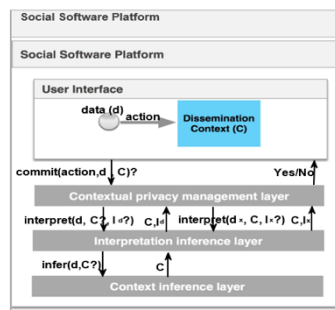 Social Software Platform
Social Software Platform
User Interface
data (d)
action
Dissemination
Context (C)
commit(action,d C)?
Yes/No
Contextual privacy management layer
interpret(d, C?, I d?)
C,I d
interpret(d x, C, I x?)
C,I x
Interpretation inference layer
infer(d,C?)
C
Context inference layer